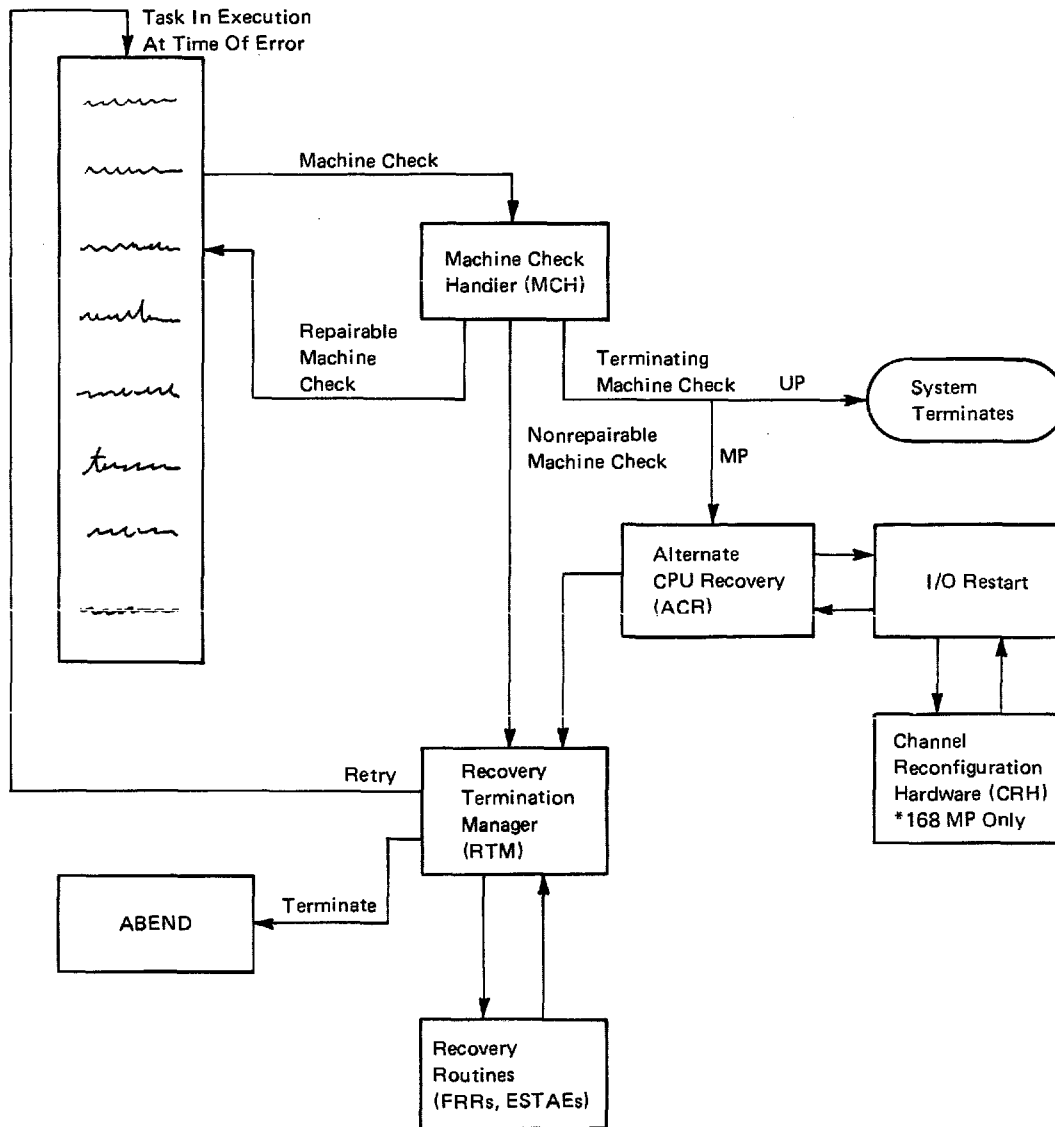 Task In Execution
At Time Of Error
Machine Check
Machine Check
Handier (MCH)
Repairable
Machine
Check
Terminating
Machine Check
UP
System
Terminates
Nonrepairable
Machine Check
MP
Alternate
CPU Recovery
(ACR)
I/O Restart
Channel
Reconfiguration
Hardware (CRH)
*168 MP Only
Retry
Recovery
Termination
Manager
(RTM)
Terminate
ABEND
Recovery
Routines
(FRRs, ESTAEs)